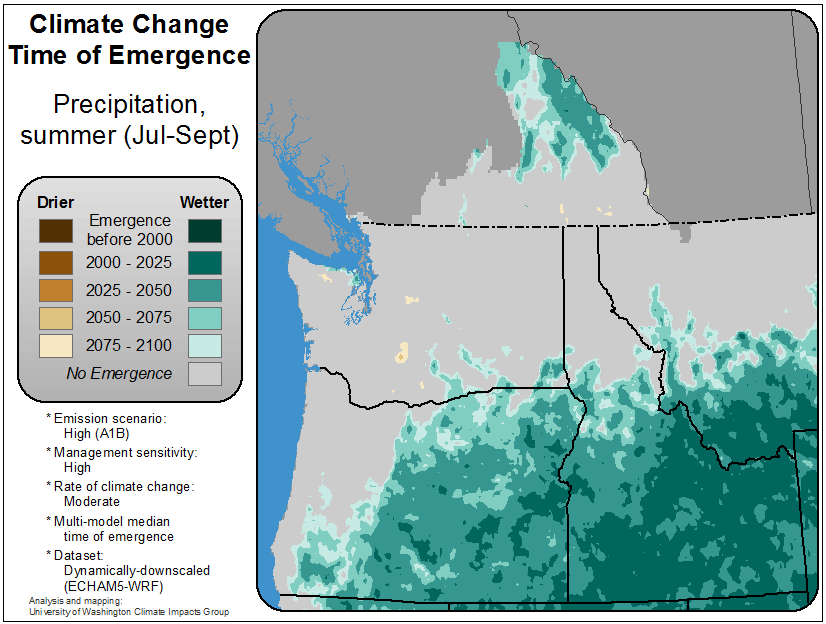 Climate Change
Time of Emergence
Precipitation,
summer (Jul-Sept)
Drier Wetter
Emergence
before 2000
2000 - 2025
2025 - 2050
2050 - 2075
2075 - 2100
No Emergence
* Emission scenario:
High (A1B)
* Management sensitivity:
High
* Rate of climate change:
Moderate
* Multi-model median
time of emergence
* Dataset:
Dynamically-downscaled
(ECHAM5-WRF)
Analysis and mapping:
University of Washington Climate Impacts Group